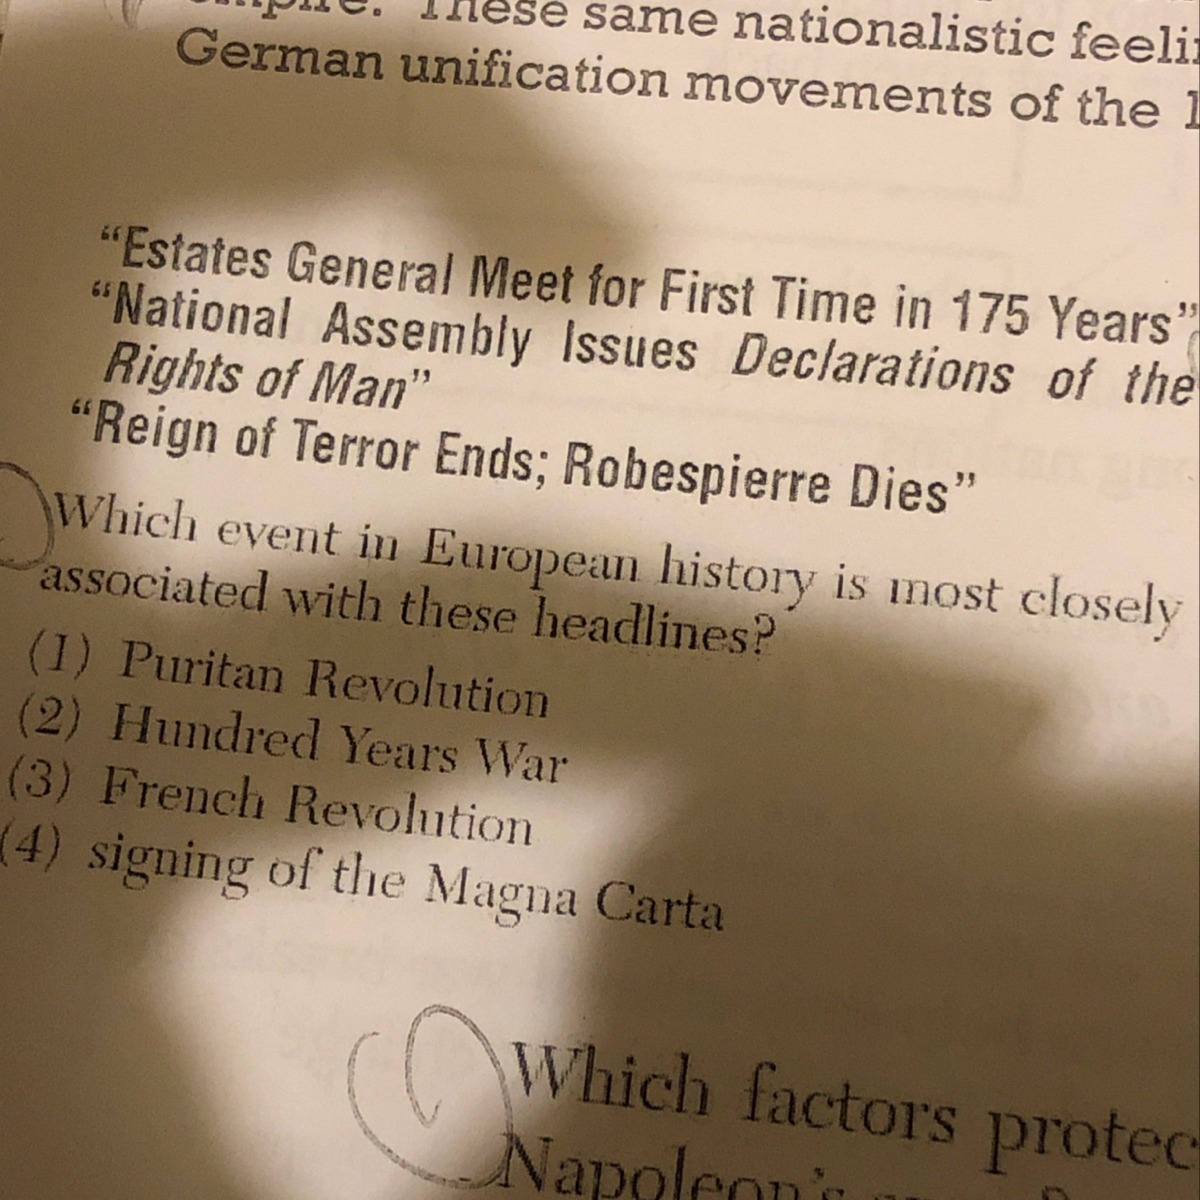 These same nationalistic
German unification movements of the
“Estates General Meet for First Time in 175 Years”
“National Assembly Issues Declarations of the
Rights of Man”
“Reign of Terror Ends; Robespierre Dies”
Which event in European history is most closely
associated with these headlines?
(1) Puritan Revolution
(2) Hundred Years War
(3) French Revolution
(4) signing of the Magna Carta
Which factors protec
Napoleon's